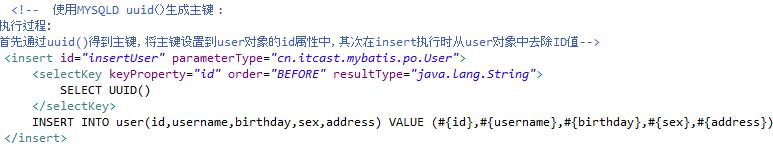 <!-- 使用MYSQLD uuid()生成主键：
执行过程:
首先通过uuid()得到主键,将主键设置到user对象的id属性中,其次在insert执行时从user对象中去除ID值-->
<insert id="insertUser" parameterType="cn.itcast.mybatis.po.User">
<selectKey keyProperty="id" order="BEFORE" resultType="java.lang.String">
SELECT UUID()
</selectKey>
INSERT INTO user(id,username,birthday,sex,address) VALUE (#{id},#{username},#{birthday},#{sex},#{address})
</insert>